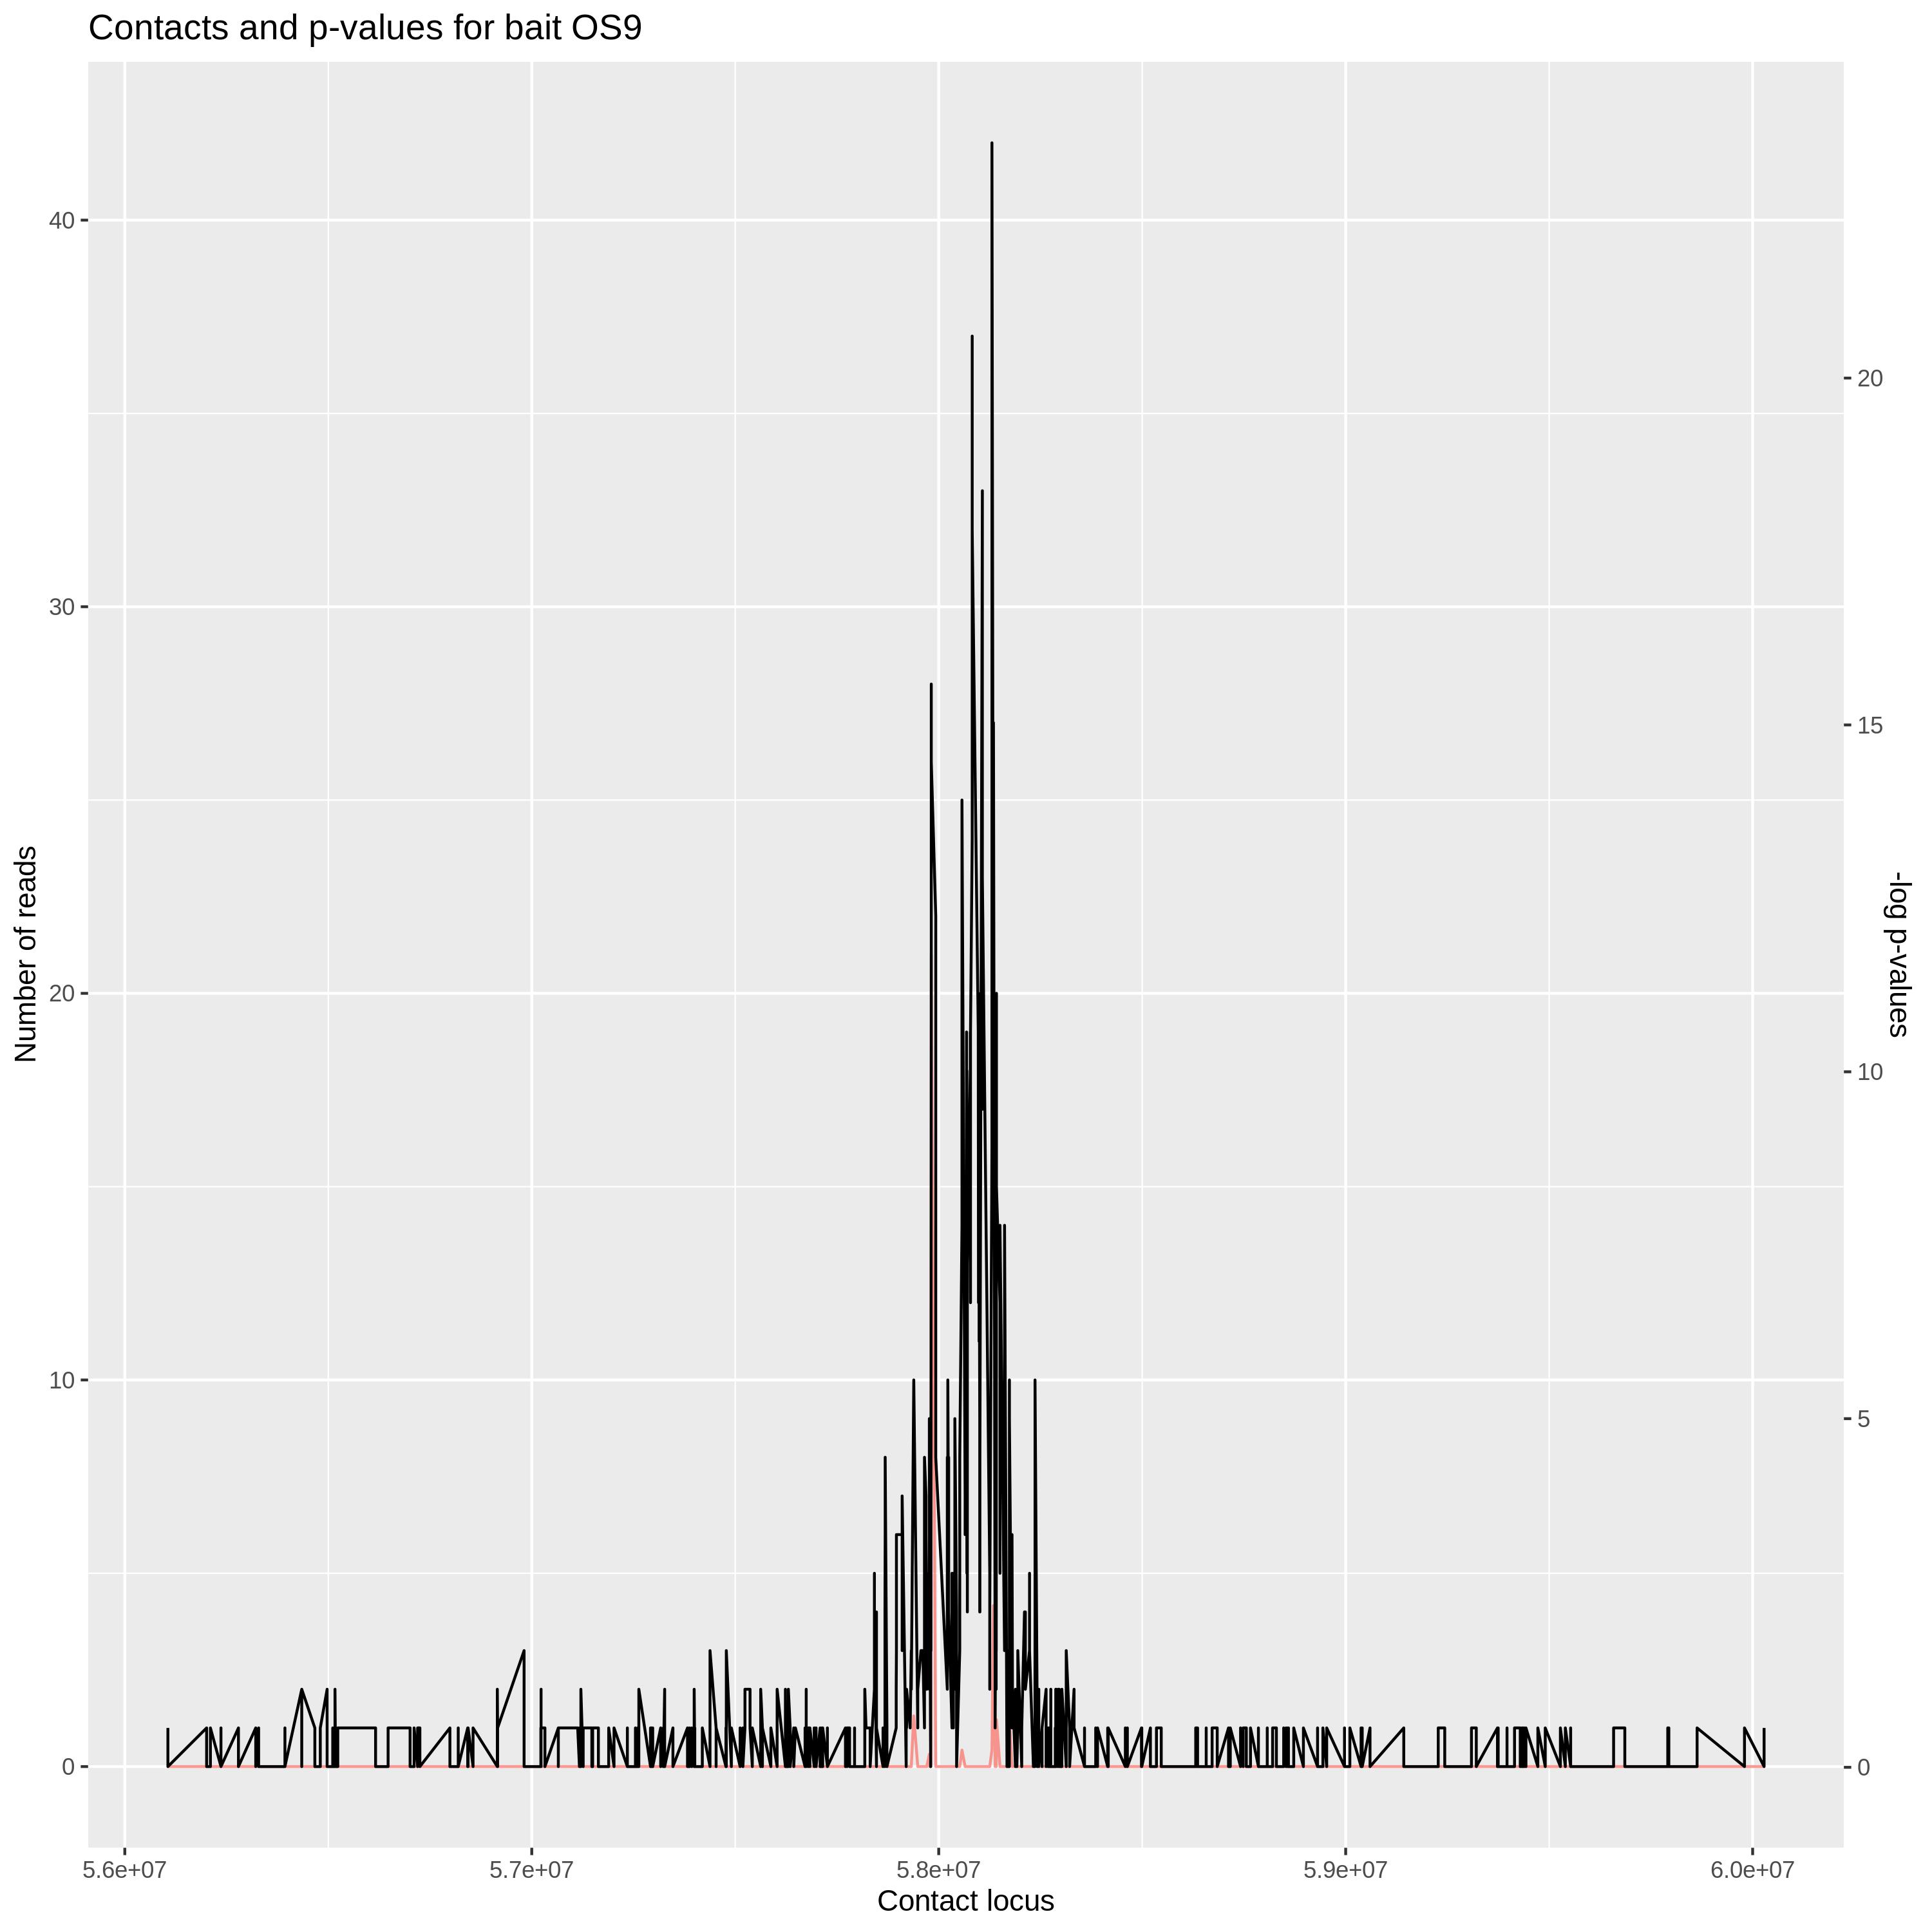 Contacts and p-values for bait OS9
40
30
20
10
0
Number of reads
20
15
10
5
0
-log p-values
5.6e+07 5.7e+07 5.8e+07 5.9e+07 6.0e+07
Contact locus